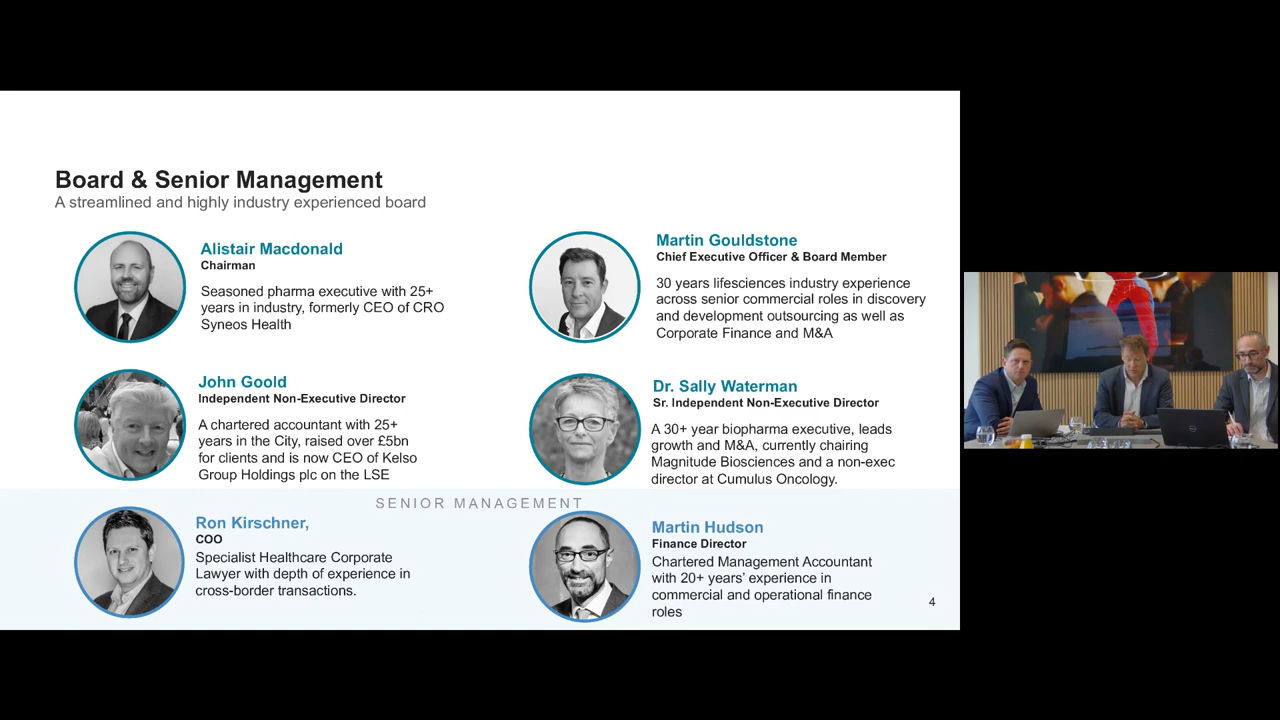 Board & Senior Management
A streamlined and highly industry experienced board
Alistair Macdonald
Chairman
Seasoned pharma executive with 25+
years in industry, formerly CEO of CRO
Syneos Health
Martin Gouldstone
Chief Executive Officer & Board Member
30 years lifesciences industry experience
across senior commercial roles in discovery
and development outsourcing as well as
Corporate Finance and M&A
John Goold
Independent Non-Executive Director
A chartered accountant with 25+
years in the City, raised over £5bn
for clients and is now CEO of Kelso
Group Holdings plc on the LSE
Dr. Sally Waterman
Sr. Independent Non-Executive Director
A 30+ year biopharma executive, leads
growth and M&A, currently chairing
Magnitude Biosciences and a non-exec
director at Cumulus Oncology.
SENIOR MANAGEMENT
Ron Kirschner,
COO
Specialist Healthcare Corporate
Lawyer with depth of experience in
cross-border transactions.
Martin Hudson
Finance Director
Chartered Management Accountant
with 20+ years’ experience in
commercial and operational finance
roles
4